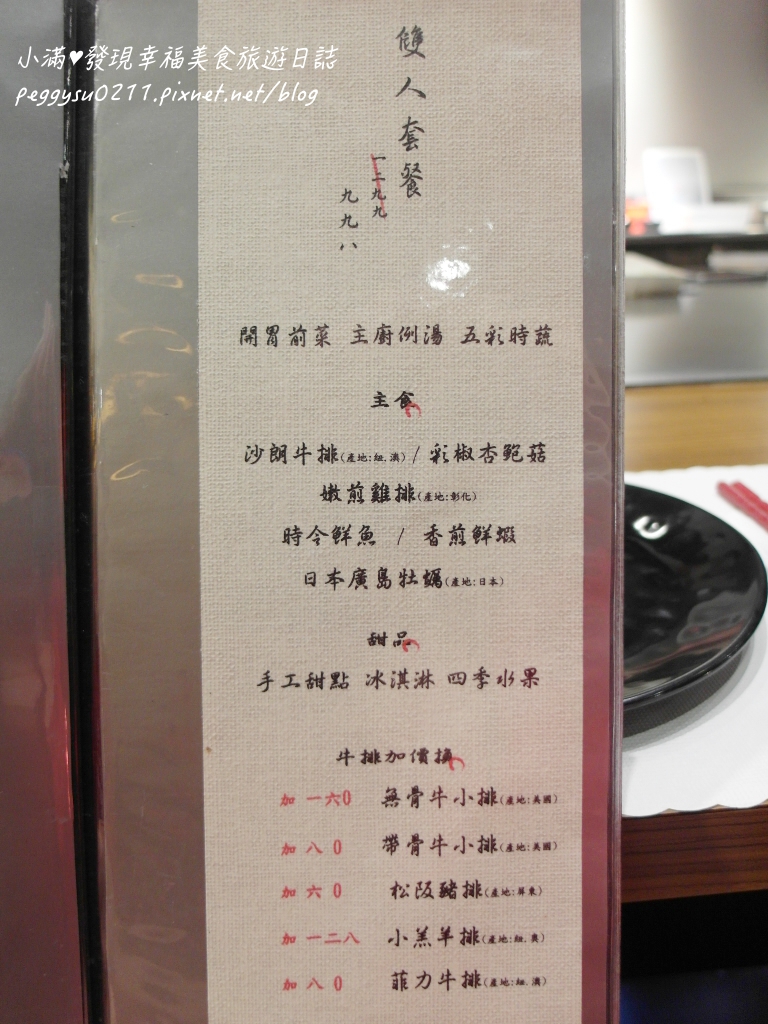 小滿♥發現幸福美食旅遊日誌
peggysu0211.pixnet.net/blog
雙人套餐
一二九九
九九八
開胃前菜 主廚例湯 五彩時蔬
主食
沙朗牛排(產地:紐.澳) / 彩椒杏鮑菇
嫩煎雞排(產地:彰化)
時令鮮魚 / 香煎鮮蝦
日本廣島牡蠣(產地:日本)
甜品
手工甜點 冰淇淋 四季水果
牛排加價換
加 一六0 無骨牛小排(產地:美國)
加 八 0 帶骨牛小排(產地:美國)
加 六 0 松阪豬排(產地:屏東)
加 一二八 小羔羊排(產地:紐.奧)
加 八 0 菲力牛排(產地:紐.澳)